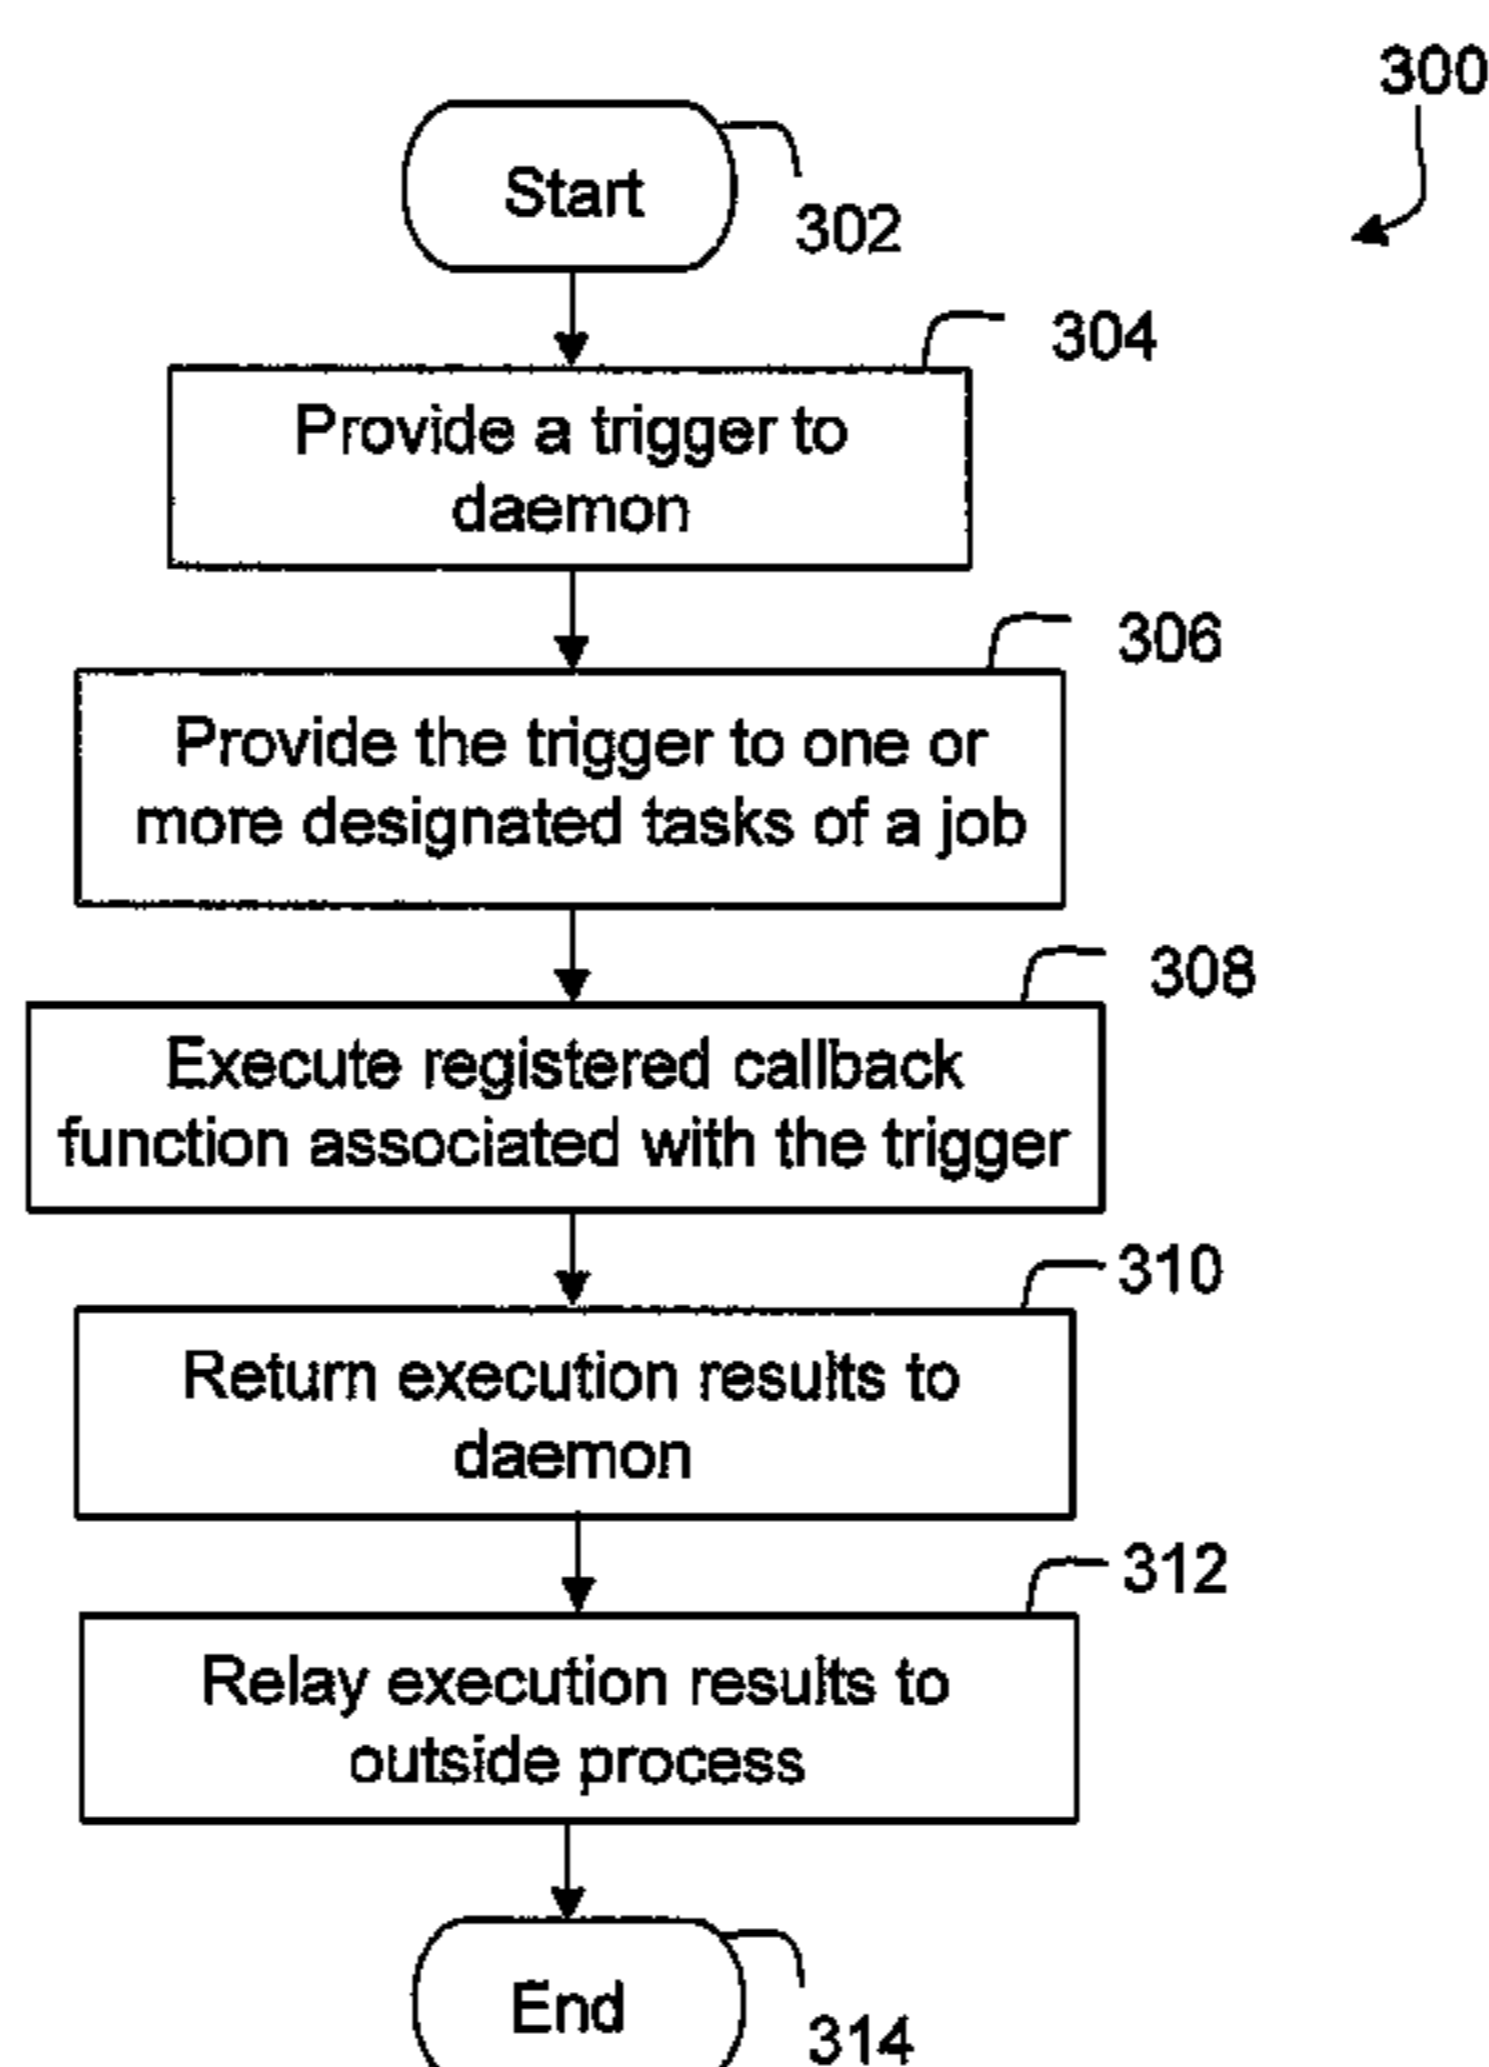 300
Start
302
304
Provide a trigger to
daemon
306
Provide the trigger to one or
more designated tasks of a job
308
Execute registered callback
function associated with the trigger
310
Return execution results to
daemon
312
Relay execution results to
outside process
End
314